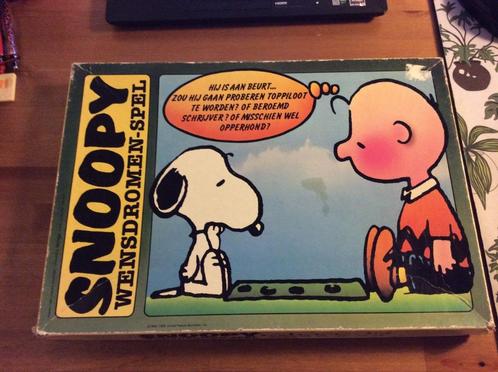 SNOOPY
WENSDROMEN-SPEL
HIJ IS AAN BEURT...
ZOU HIJ GAAN PROBEREN TOPPILOOT
TE WORDEN? OF BEROEMD
SCHRIJVER? OF MISSCHIEN WEL
OPPERHOND?
SNOOPY